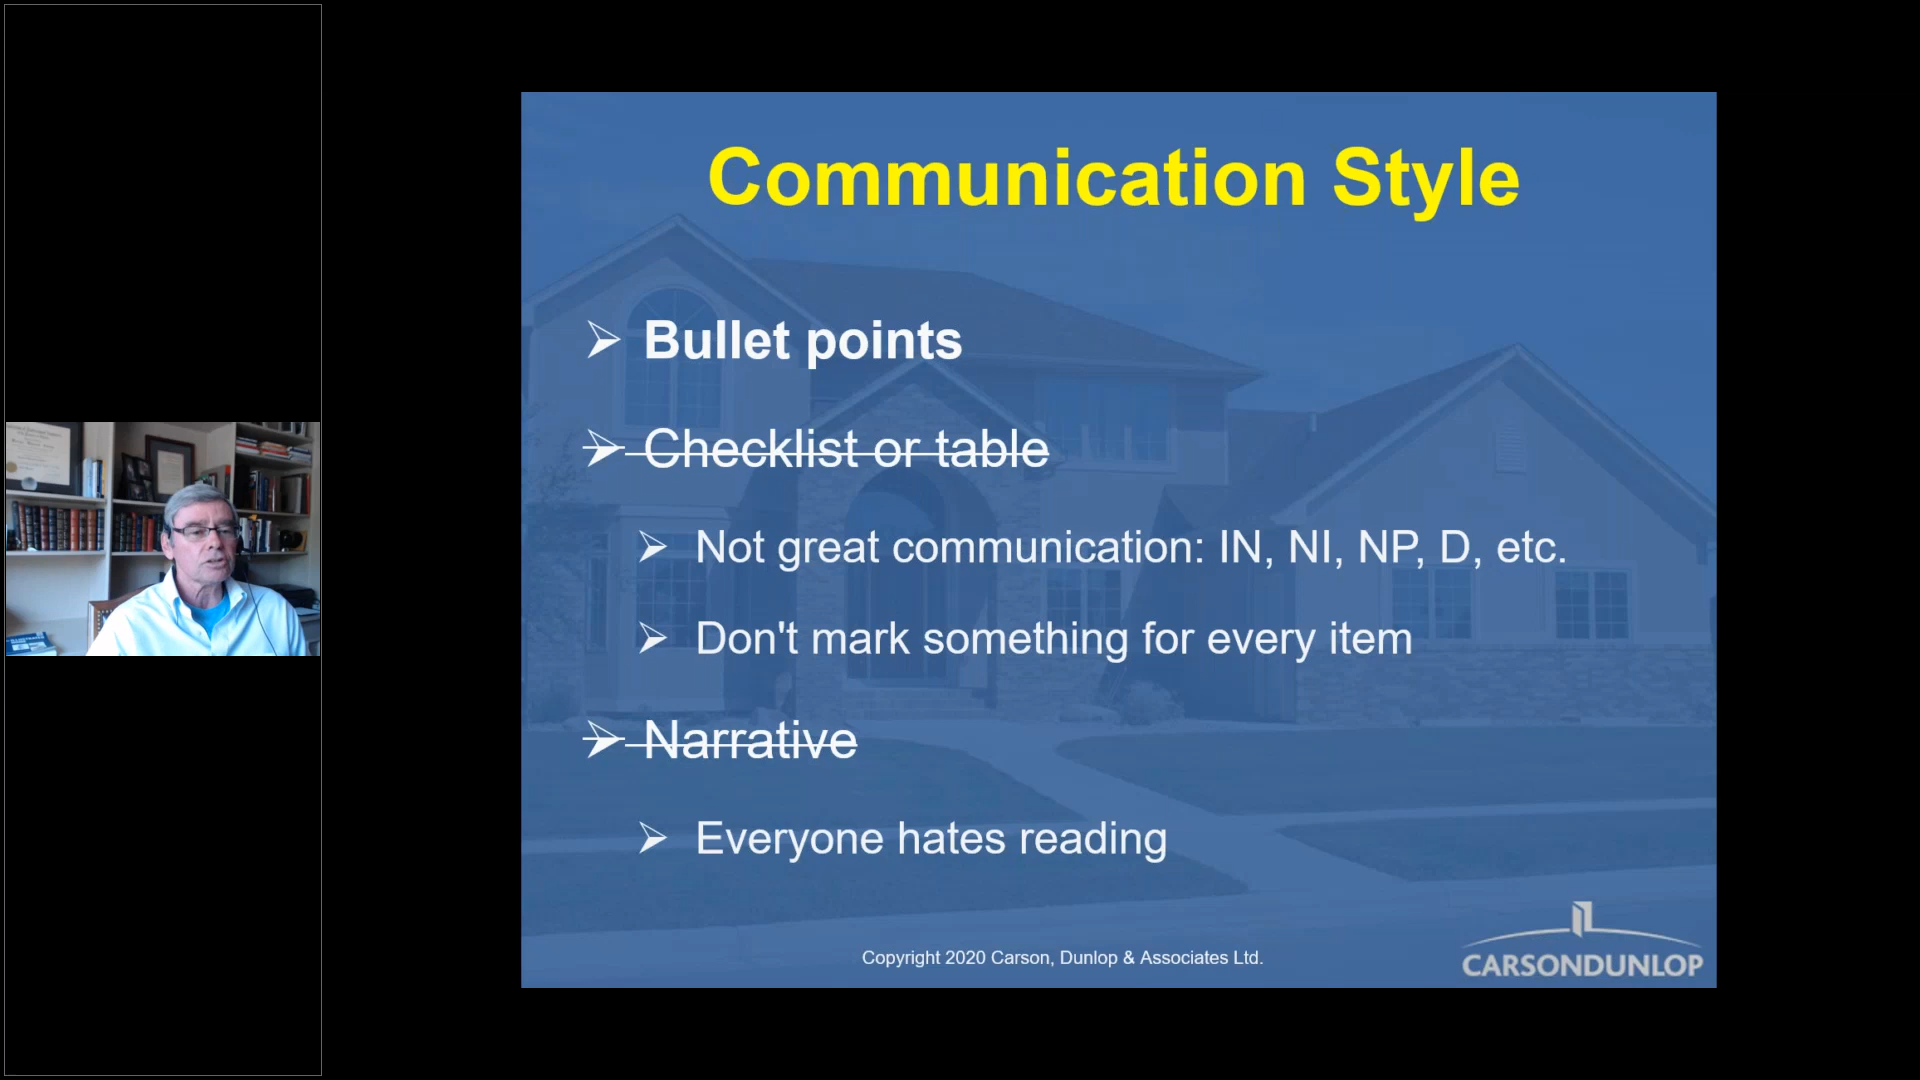 Communication Style
Bullet points
Checklist or table
Not great communication: IN, NI, NP, D, etc.
Don't mark something for every item
Narrative
Everyone hates reading
Copyright 2020 Carson, Dunlop & Associates Ltd.
CARSONDUNLOP